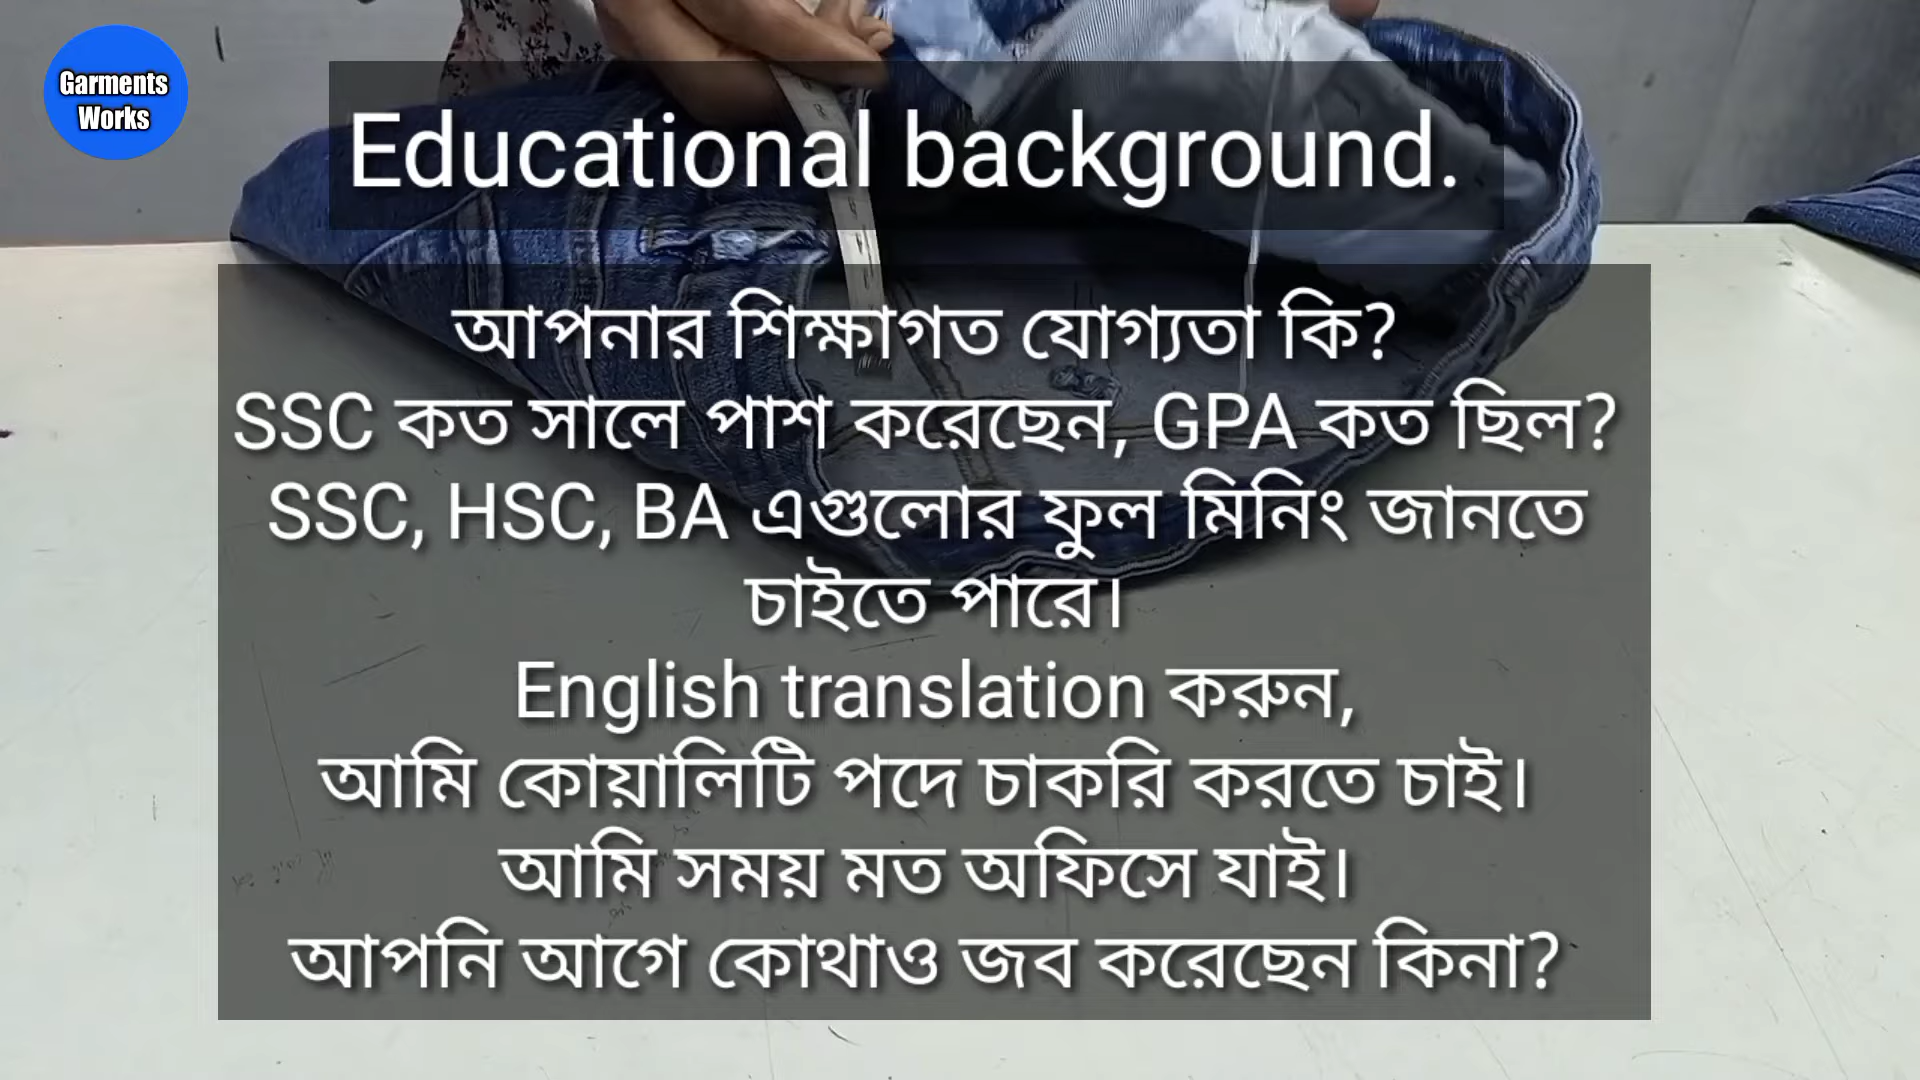 Garments
Works
Educational background.
আপনার শিক্ষাগত যোগ্যতা কি?
SSC কত সালে পাশ করেছেন, GPA কত ছিল?
SSC, HSC, BA এগুলোর ফুল মিনিং জানতে
চাইতে পারে।
English translation করুন,
আমি কোয়ালিটি পদে চাকরি করতে চাই।
আমি সময় মত অফিসে যাই।
আপনি আগে কোথাও জব করেছেন কিনা?